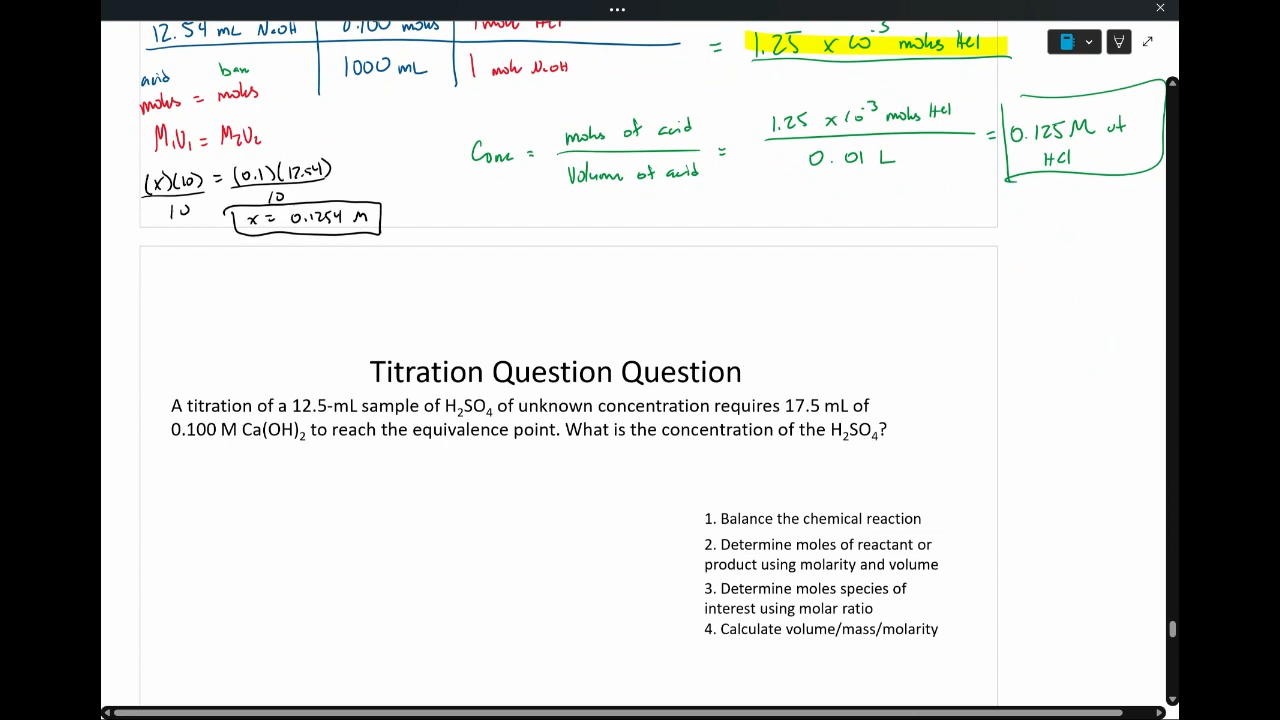 12.54 mL NaOH | 0.100 mols | 1 mole HCl
1000 mL | 1 mole NaOH
= 1.25 x 10-3 moles HCl
acid base
moles = moles
M1V1 = M2V2
(x)(10) = (0.1)(12.54)
10 10
x = 0.1254 M
Conc = moles of acid / Volume of acid = 1.25 x 10-3 moles HCl / 0.01 L = 0.125 M of HCl
Titration Question Question
A titration of a 12.5-mL sample of H2SO4 of unknown concentration requires 17.5 mL of
0.100 M Ca(OH)2 to reach the equivalence point. What is the concentration of the H2SO4?
1. Balance the chemical reaction
2. Determine moles of reactant or
product using molarity and volume
3. Determine moles species of
interest using molar ratio
4. Calculate volume/mass/molarity